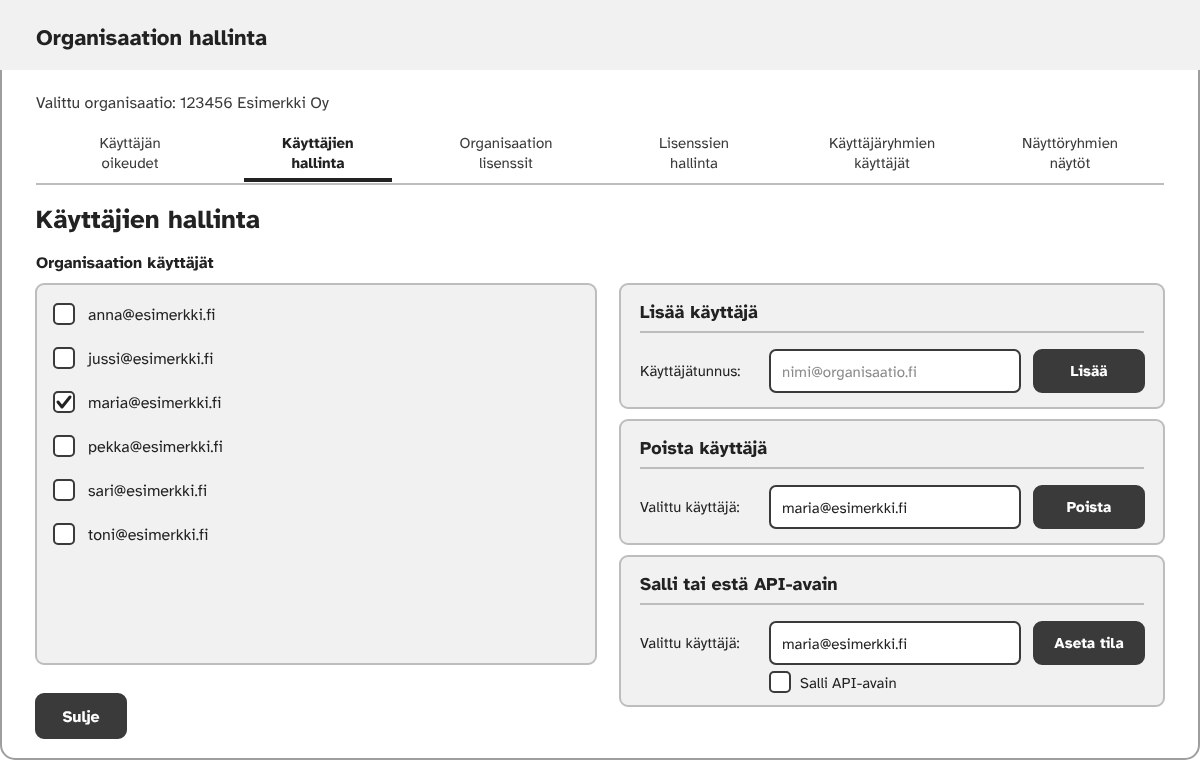 Organisaation hallinta
Valittu organisaatio: 123456 Esimerkki Oy
Käyttäjän
oikeudet
Käyttäjien
hallinta
Organisaation
lisenssit
Lisenssien
hallinta
Käyttäjäryhmien
käyttäjät
Näyttöryhmien
näytöt
Käyttäjien hallinta
Organisaation käyttäjät
anna@esimerkki.fi
jussi@esimerkki.fi
maria@esimerkki.fi
pekka@esimerkki.fi
sari@esimerkki.fi
toni@esimerkki.fi
Lisää käyttäjä
Käyttäjätunnus: nimi@organisaatio.fi Lisää
Poista käyttäjä
Valittu käyttäjä: maria@esimerkki.fi Poista
Salli tai estä API-avain
Valittu käyttäjä: maria@esimerkki.fi Aseta tila
Salli API-avain
Sulje